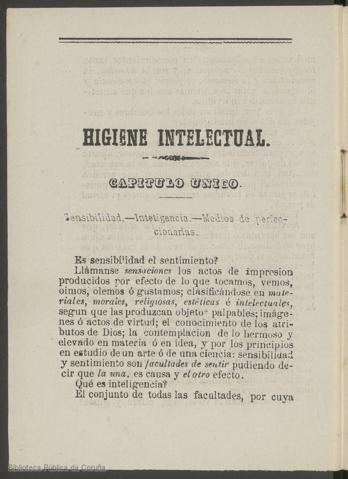 HIGIENE INTELECTUAL.
CAPITULO UNICO.
Sensibilidad.—Inteligencia.—Medios de perfec-
cionarlas.
Es sensibilidad el sentimiento?
Llámanse sensaciones los actos de impresion
producidos por efecto de lo que tocamos, vemos,
oimos, olemos ó gustamos; clasificándose en mate-
riales, morales, religiosas, estéticas é intelectuales,
segun que las produzcan objetos palpables; imáge-
nes ó actos de virtud; el conocimiento de los atri-
butos de Dios; la contemplacion de lo hermoso y
elevado en materia ó en idea, y por los principios
en estudio de un arte ó de una ciencia: sensibilidad
y sentimiento son facultades de sentir pudiendo de-
cir que la una, es causa y el otro efecto.
Qué es inteligencia?
El conjunto de todas las facultades, por cuya
Biblioteca Pública de Coruña